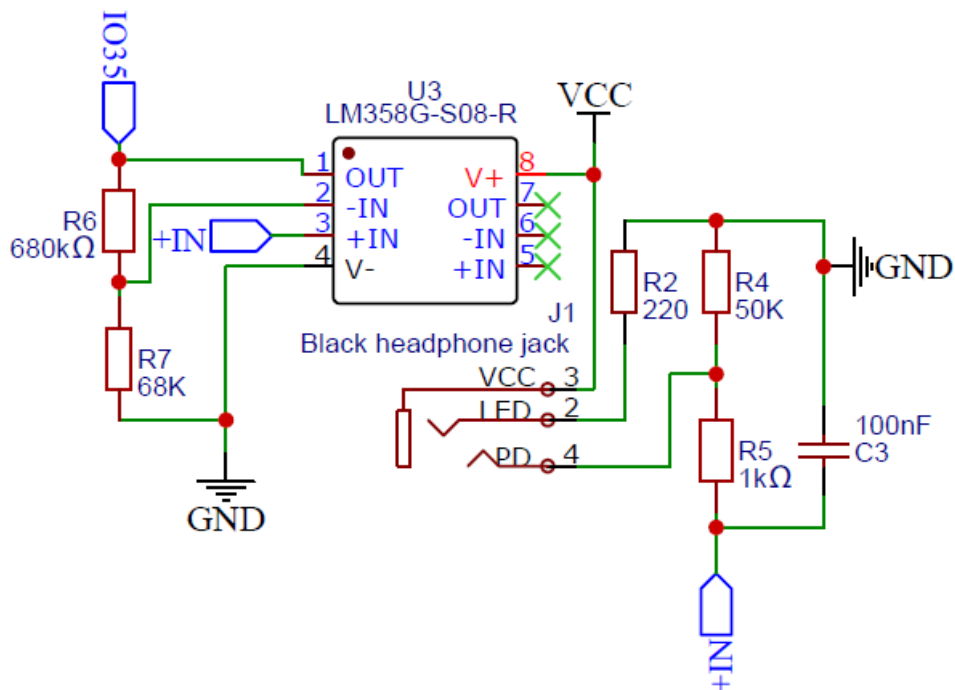 IO35
U3
LM358G-S08-R
VCC
1
OUT
2
-IN
3
+IN
4
V-
8
V+
7
OUT
6
-IN
5
+IN
R6
680kΩ
+IN
R7
68K
GND
J1
Black headphone jack
VCC
3
LED
2
PD
4
R2
220
R4
50K
GND
R5
1kΩ
100nF
C3
+IN